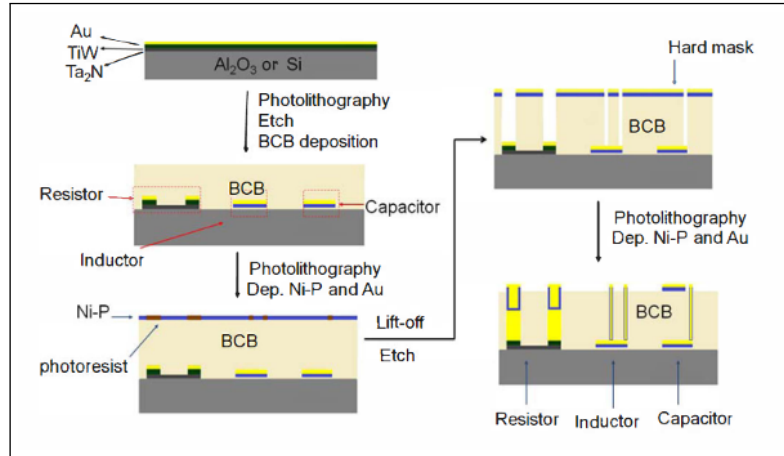 Au
TiW
Ta₂N
Al₂O₃ or Si
Photolithography
Etch
BCB deposition
Resistor
BCB
Capacitor
Inductor
Photolithography
Dep. Ni-P and Au
Ni-P
photoresist
BCB
Lift-off
Etch
Hard mask
BCB
Photolithography
Dep. Ni-P and Au
BCB
Resistor
Inductor
Capacitor